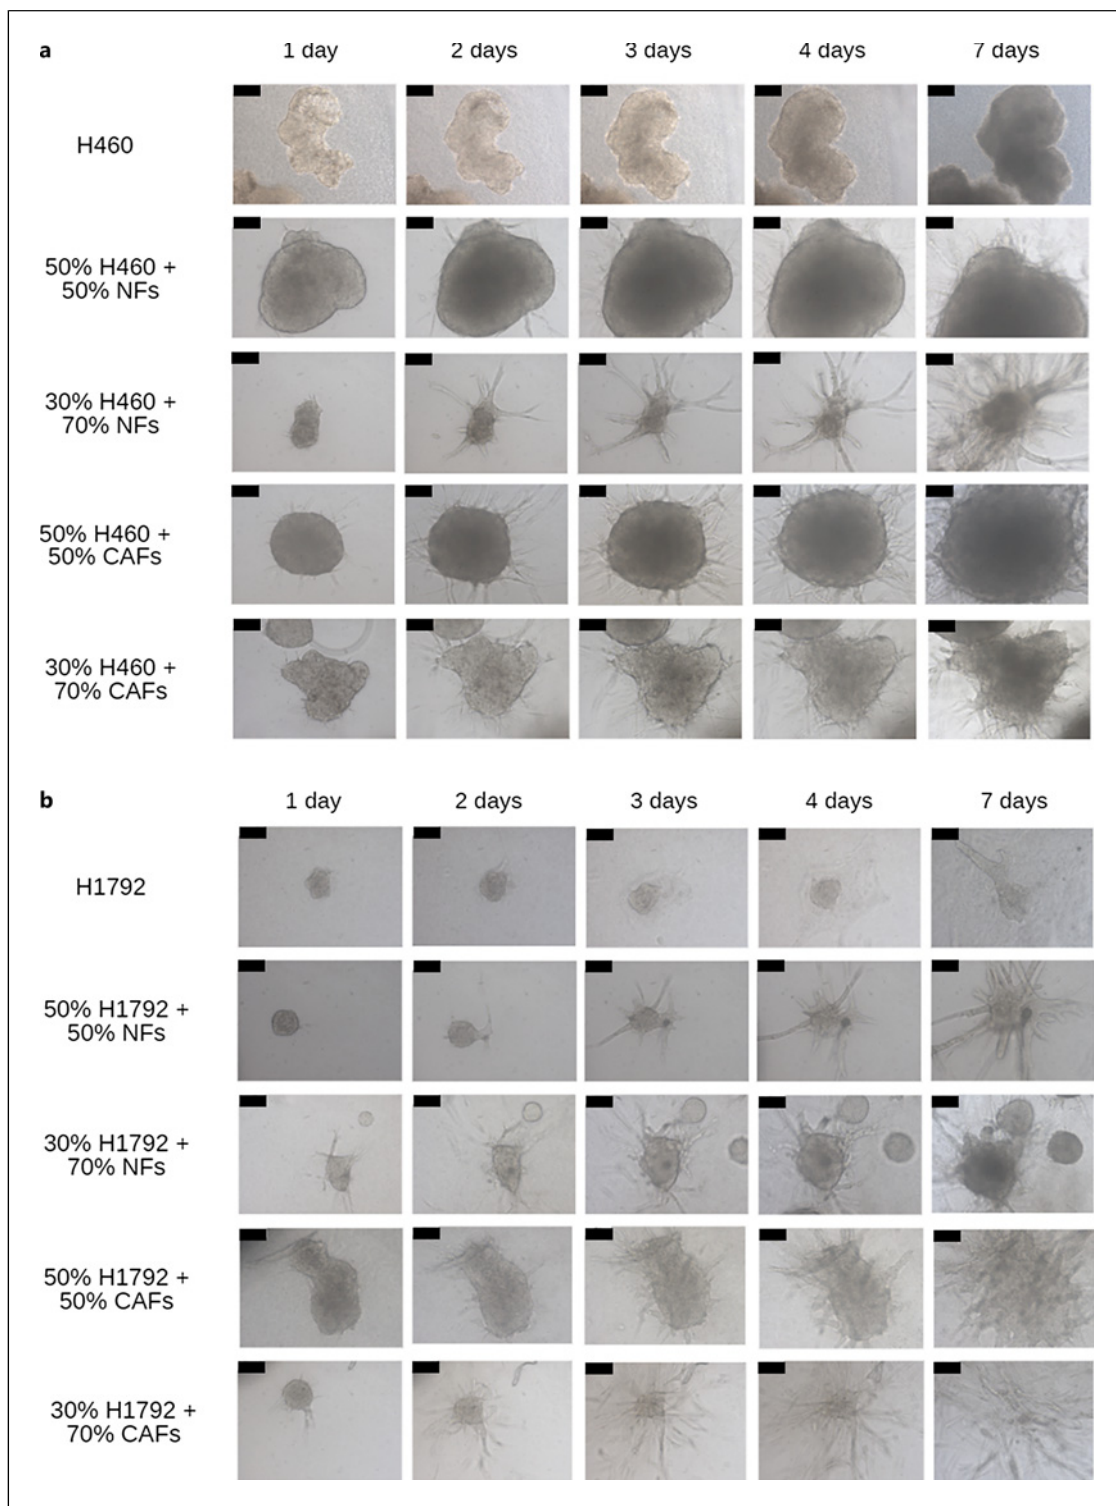 a
1 day 2 days 3 days 4 days 7 days
H460
50% H460 +
50% NFs
30% H460 +
70% NFs
50% H460 +
50% CAFs
30% H460 +
70% CAFs
b
1 day 2 days 3 days 4 days 7 days
H1792
50% H1792 +
50% NFs
30% H1792 +
70% NFs
50% H1792 +
50% CAFs
30% H1792 +
70% CAFs